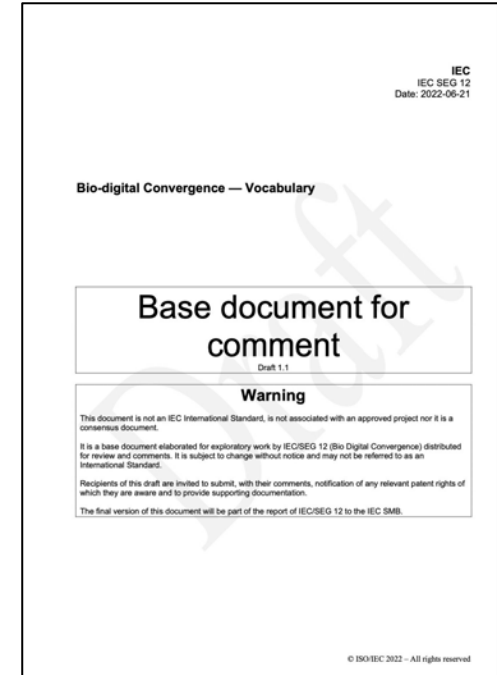 IEC
IEC SEG 12
Date: 2022-06-21
Bio-digital Convergence — Vocabulary
Draft
Base document for
comment
Draft 1.1
Warning
This document is not an IEC International Standard, is not associated with an approved project nor it is a
consensus document.
It is a base document elaborated for exploratory work by IEC/SEG 12 (Bio Digital Convergence) distributed
for review and comments. It is subject to change without notice and may not be referred to as an
International Standard.
Recipients of this draft are invited to submit, with their comments, notification of any relevant patent rights of
which they are aware and to provide supporting documentation.
The final version of this document will be part of the report of IEC/SEG 12 to the IEC SMB.
© ISO/IEC 2022 – All rights reserved